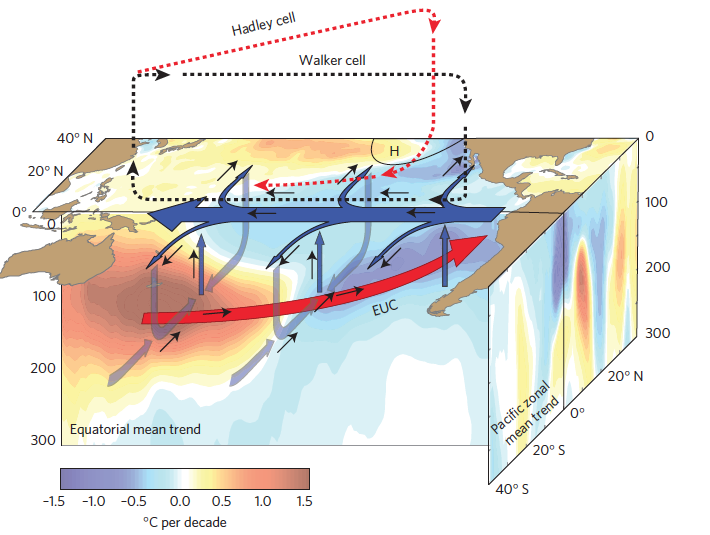 Hadley cell
Walker cell
40° N
H
0
20° N
100
0°
0
200
100
EUC
300
200
20° N
Pacific zonal
mean trend
0°
Equatorial mean trend
300
20° S
40° S
-1.5 -1.0 -0.5 0.0 0.5 1.0 1.5
°C per decade